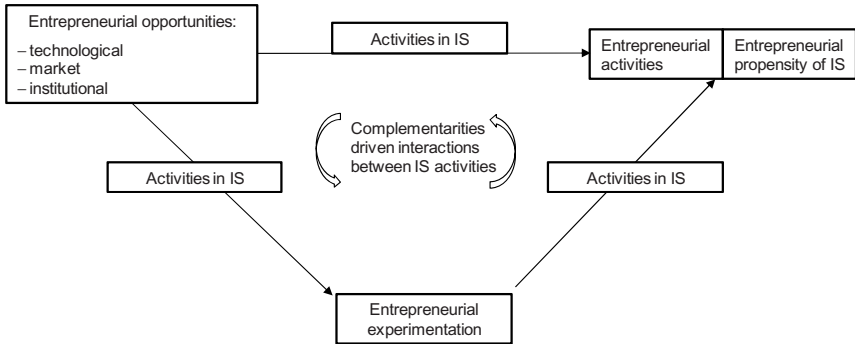 Entrepreneurial opportunities:
– technological
– market
– institutional
Activities in IS
Entrepreneurial
activities
Entrepreneurial
propensity of IS
Complementarities
driven interactions
between IS activities
Activities in IS
Activities in IS
Entrepreneurial
experimentation